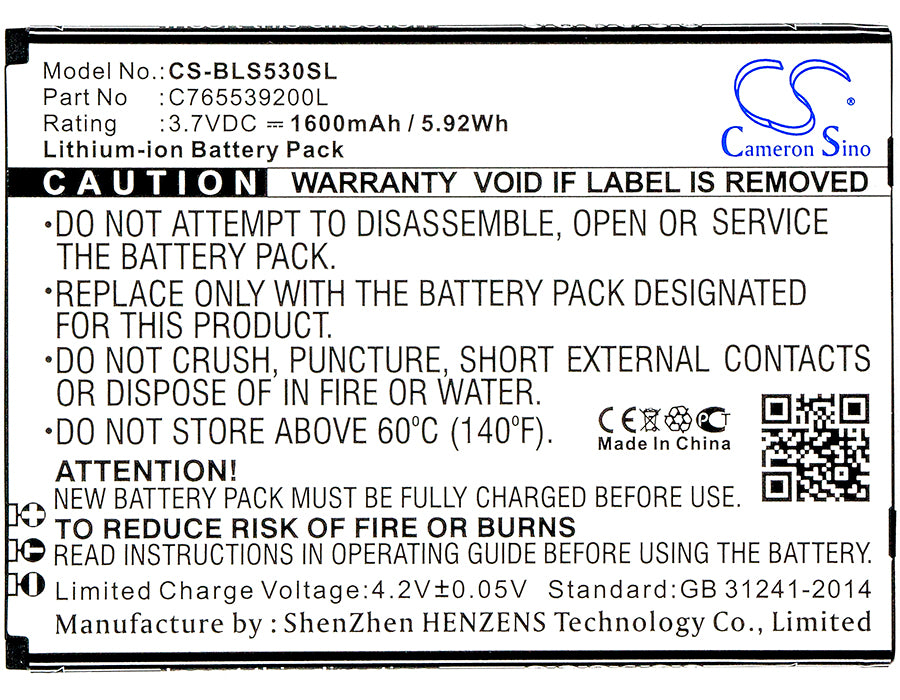 Model No.: CS-BLS530SL
Part No : C765539200L
Rating : 3.7VDC ⎓ 1600mAh / 5.92Wh
Lithium-ion Battery Pack
CS ®
Cameron Sino
CAUTION WARRANTY VOID IF LABEL IS REMOVED
·DO NOT ATTEMPT TO DISASSEMBLE, OPEN OR SERVICE
THE BATTERY PACK.
·REPLACE ONLY WITH THE BATTERY PACK DESIGNATED
FOR THIS PRODUCT.
·DO NOT CRUSH, PUNCTURE, SHORT EXTERNAL CONTACTS
OR DISPOSE OF IN FIRE OR WATER.
·DO NOT STORE ABOVE 60°C (140°F).
CE PCT
Made In China
ATTENTION!
NEW BATTERY PACK MUST BE FULLY CHARGED BEFORE USE.
TO REDUCE RISK OF FIRE OR BURNS
READ INSTRUCTIONS IN OPERATING GUIDE BEFORE USING THE BATTERY.
Limited Charge Voltage:4.2V±0.05V Standard:GB 31241-2014
Manufacture by : ShenZhen HENZENS Technology Co., Limited